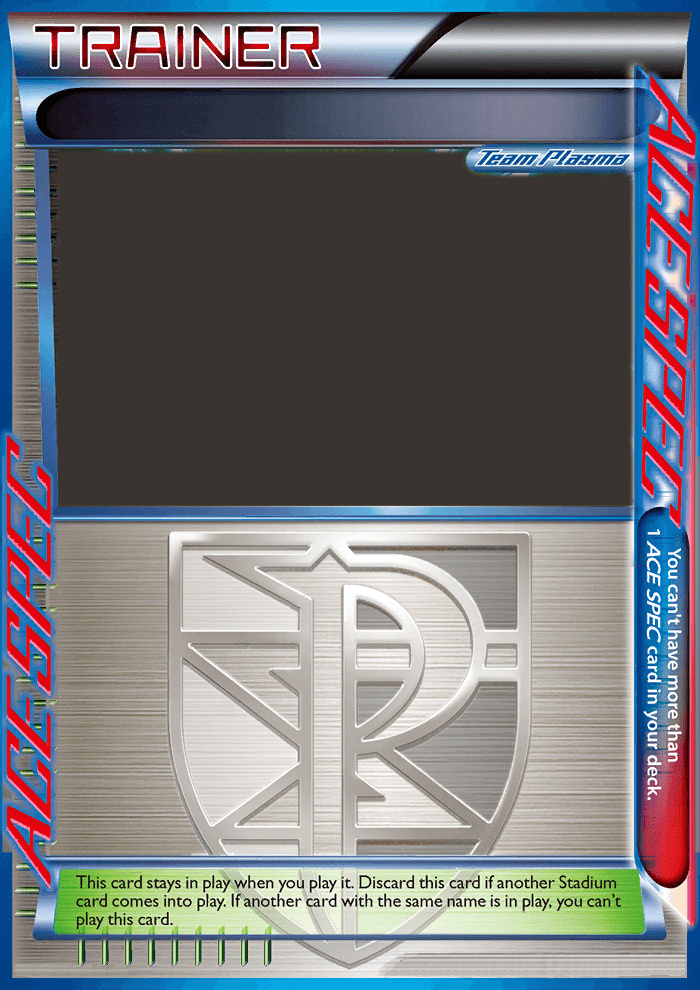 TRAINER
Team Plasma
ACE SPEC
You can't have more than
1 ACE SPEC card in your deck.
ACE SPEC
This card stays in play when you play it. Discard this card if another Stadium
card comes into play. If another card with the same name is in play, you can't
play this card.